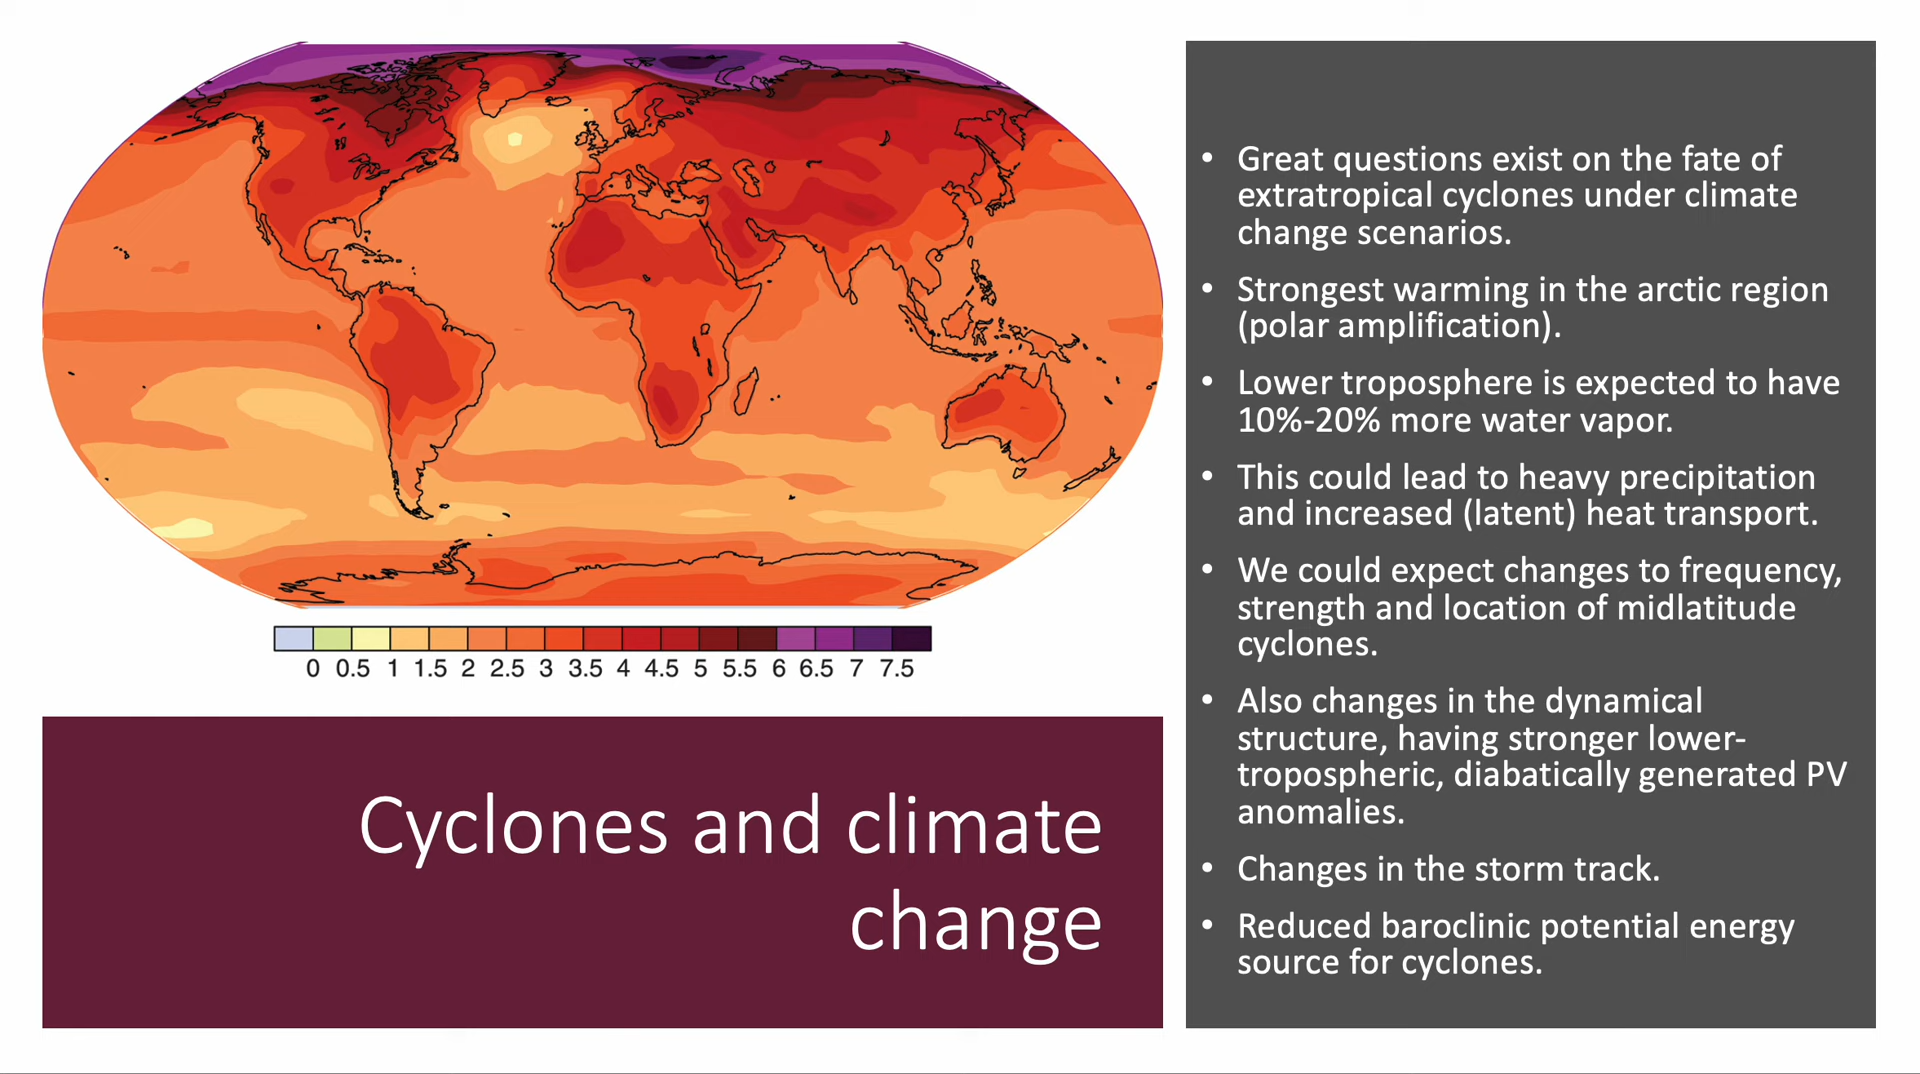 0 0.5 1 1.5 2 2.5 3 3.5 4 4.5 5 5.5 6 6.5 7 7.5
Cyclones and climate
change
• Great questions exist on the fate of
extratropical cyclones under climate
change scenarios.
• Strongest warming in the arctic region
(polar amplification).
• Lower troposphere is expected to have
10%-20% more water vapor.
• This could lead to heavy precipitation
and increased (latent) heat transport.
• We could expect changes to frequency,
strength and location of midlatitude
cyclones.
• Also changes in the dynamical
structure, having stronger lower-
tropospheric, diabatically generated PV
anomalies.
• Changes in the storm track.
• Reduced baroclinic potential energy
source for cyclones.